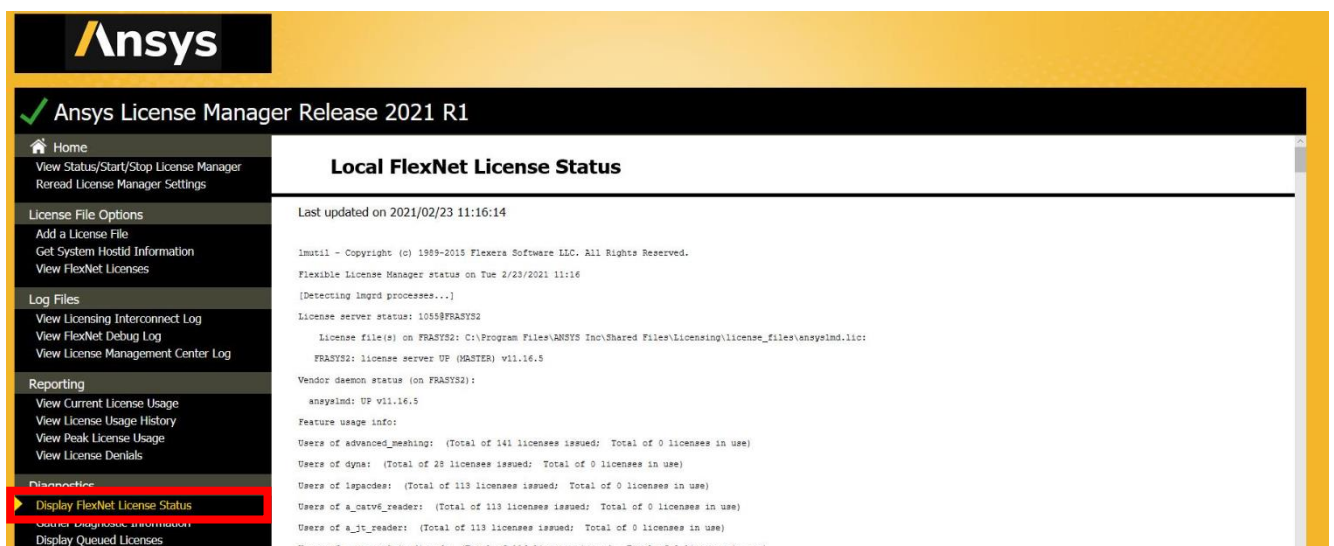 Ansys
Ansys License Manager Release 2021 R1
Home
View Status/Start/Stop License Manager
Reread License Manager Settings
License File Options
Add a License File
Get System Hostid Information
View FlexNet Licenses
Log Files
View Licensing Interconnect Log
View FlexNet Debug Log
View License Management Center Log
Reporting
View Current License Usage
View License Usage History
View Peak License Usage
View License Denials
Diagnostics
Display FlexNet License Status
Gather Diagnostic Information
Display Queued Licenses
Local FlexNet License Status
Last updated on 2021/02/23 11:16:14
lmutil - Copyright (c) 1989-2015 Flexera Software LLC. All Rights Reserved.
Flexible License Manager status on Tue 2/23/2021 11:16
[Detecting lmgrd processes...]
License server status: 1055@FRASYS2
License file(s) on FRASYS2: C:\Program Files\ANSYS Inc\Shared Files\Licensing\license_files\ansyslmd.lic:
FRASYS2: license server UP (MASTER) v11.16.5
Vendor daemon status (on FRASYS2):
ansyslmd: UP v11.16.5
Feature usage info:
Users of advanced_meshing: (Total of 141 licenses issued; Total of 0 licenses in use)
Users of dyna: (Total of 28 licenses issued; Total of 0 licenses in use)
Users of 1spacdes: (Total of 113 licenses issued; Total of 0 licenses in use)
Users of a_catv6_reader: (Total of 113 licenses issued; Total of 0 licenses in use)
Users of a_jt_reader: (Total of 113 licenses issued; Total of 0 licenses in use)